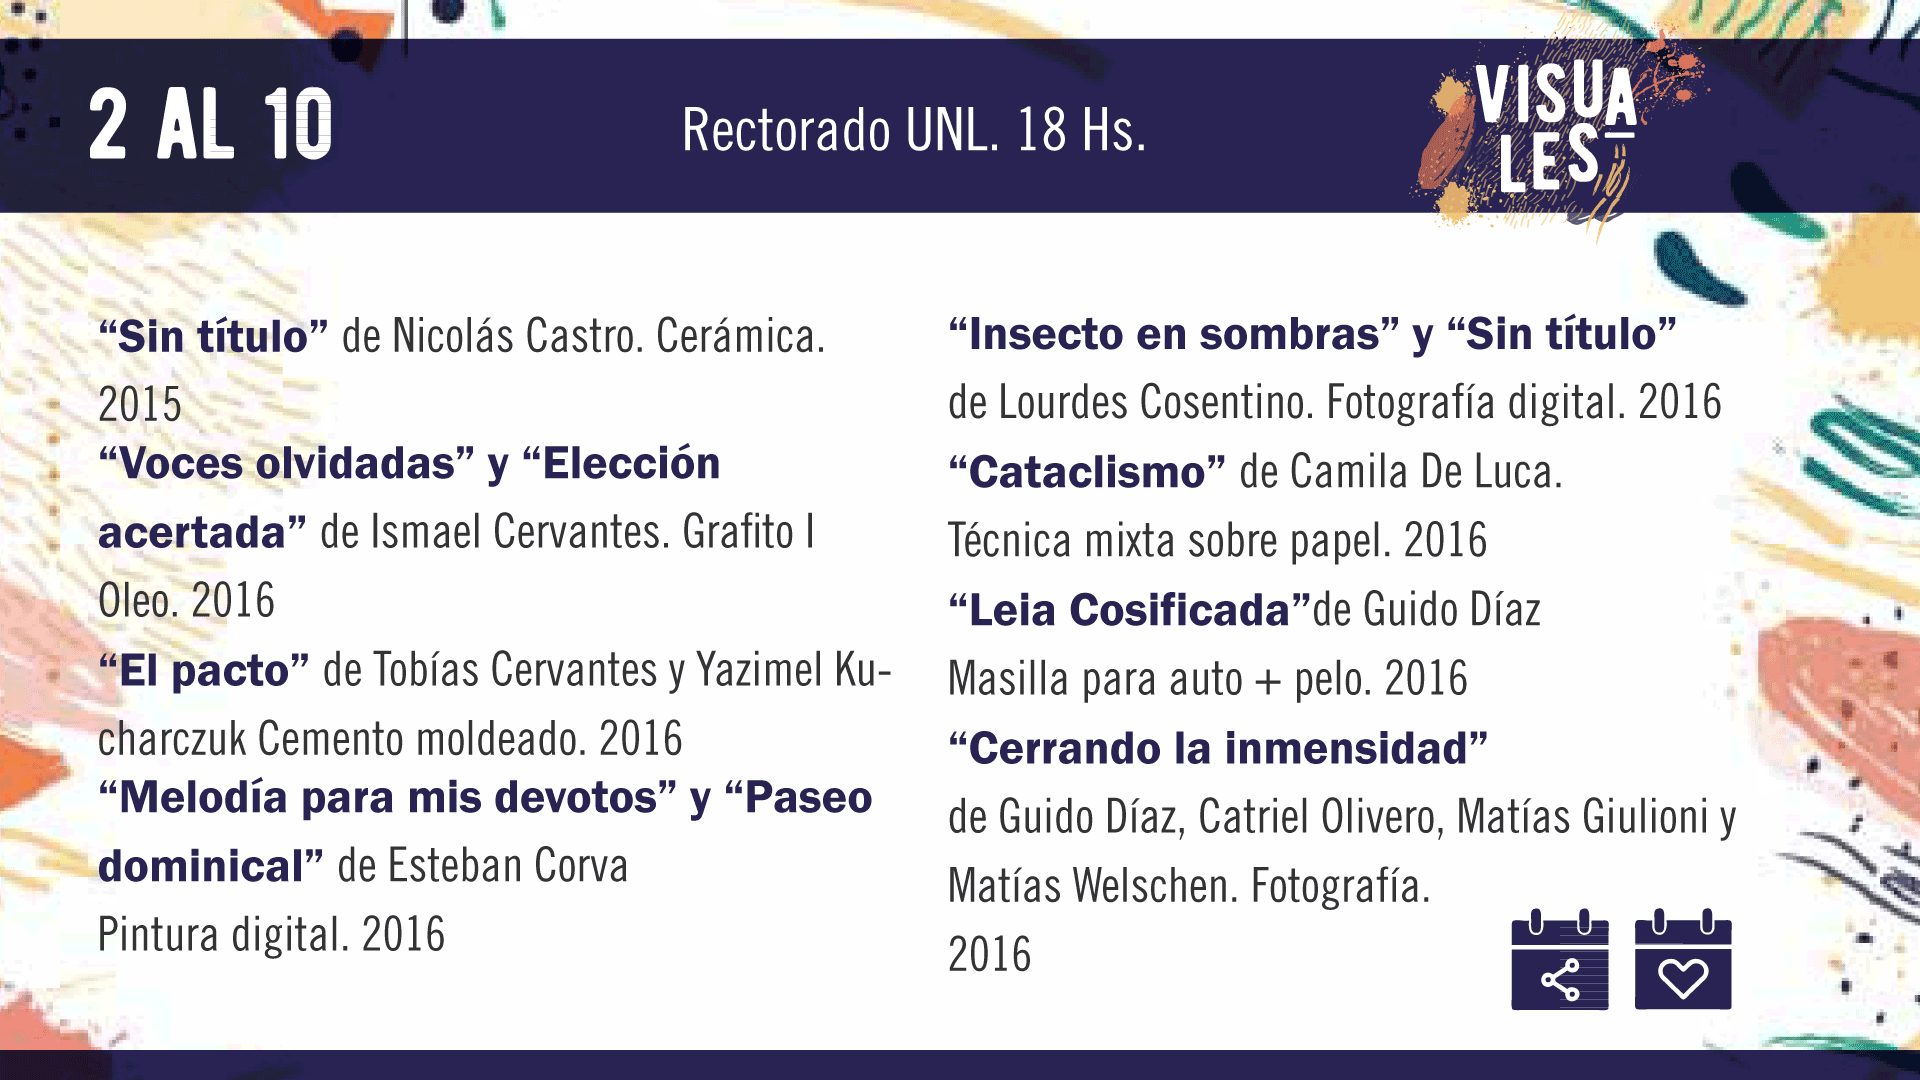 2 AL 10
Rectorado UNL. 18 Hs.
VISUA
LES
“Sin título” de Nicolás Castro. Cerámica.
2015
“Voces olvidadas” y “Elección
acertada” de Ismael Cervantes. Grafito I
Oleo. 2016
“El pacto” de Tobías Cervantes y Yazimel Ku-
charczuk Cemento moldeado. 2016
“Melodía para mis devotos” y “Paseo
dominical” de Esteban Corva
Pintura digital. 2016
“Insecto en sombras” y “Sin título”
de Lourdes Cosentino. Fotografía digital. 2016
“Cataclismo” de Camila De Luca.
Técnica mixta sobre papel. 2016
“Leia Cosificada”de Guido Díaz
Masilla para auto + pelo. 2016
“Cerrando la inmensidad”
de Guido Díaz, Catriel Olivero, Matías Giulioni y
Matías Welschen. Fotografía.
2016